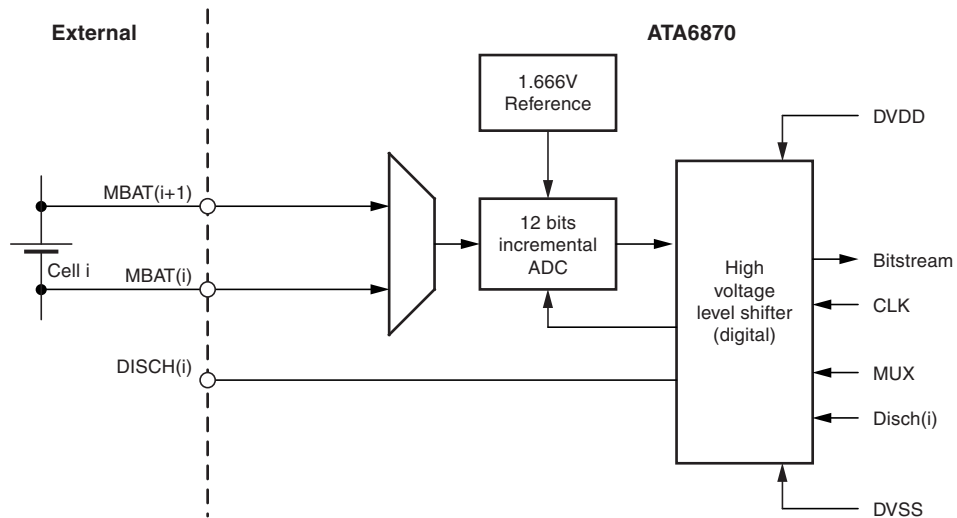 External
ATA6870
1.666V
Reference
DVDD
MBAT(i+1)
12 bits
incremental
ADC
Cell i
MBAT(i)
High
voltage
level shifter
(digital)
Bitstream
CLK
DISCH(i)
MUX
Disch(i)
DVSS